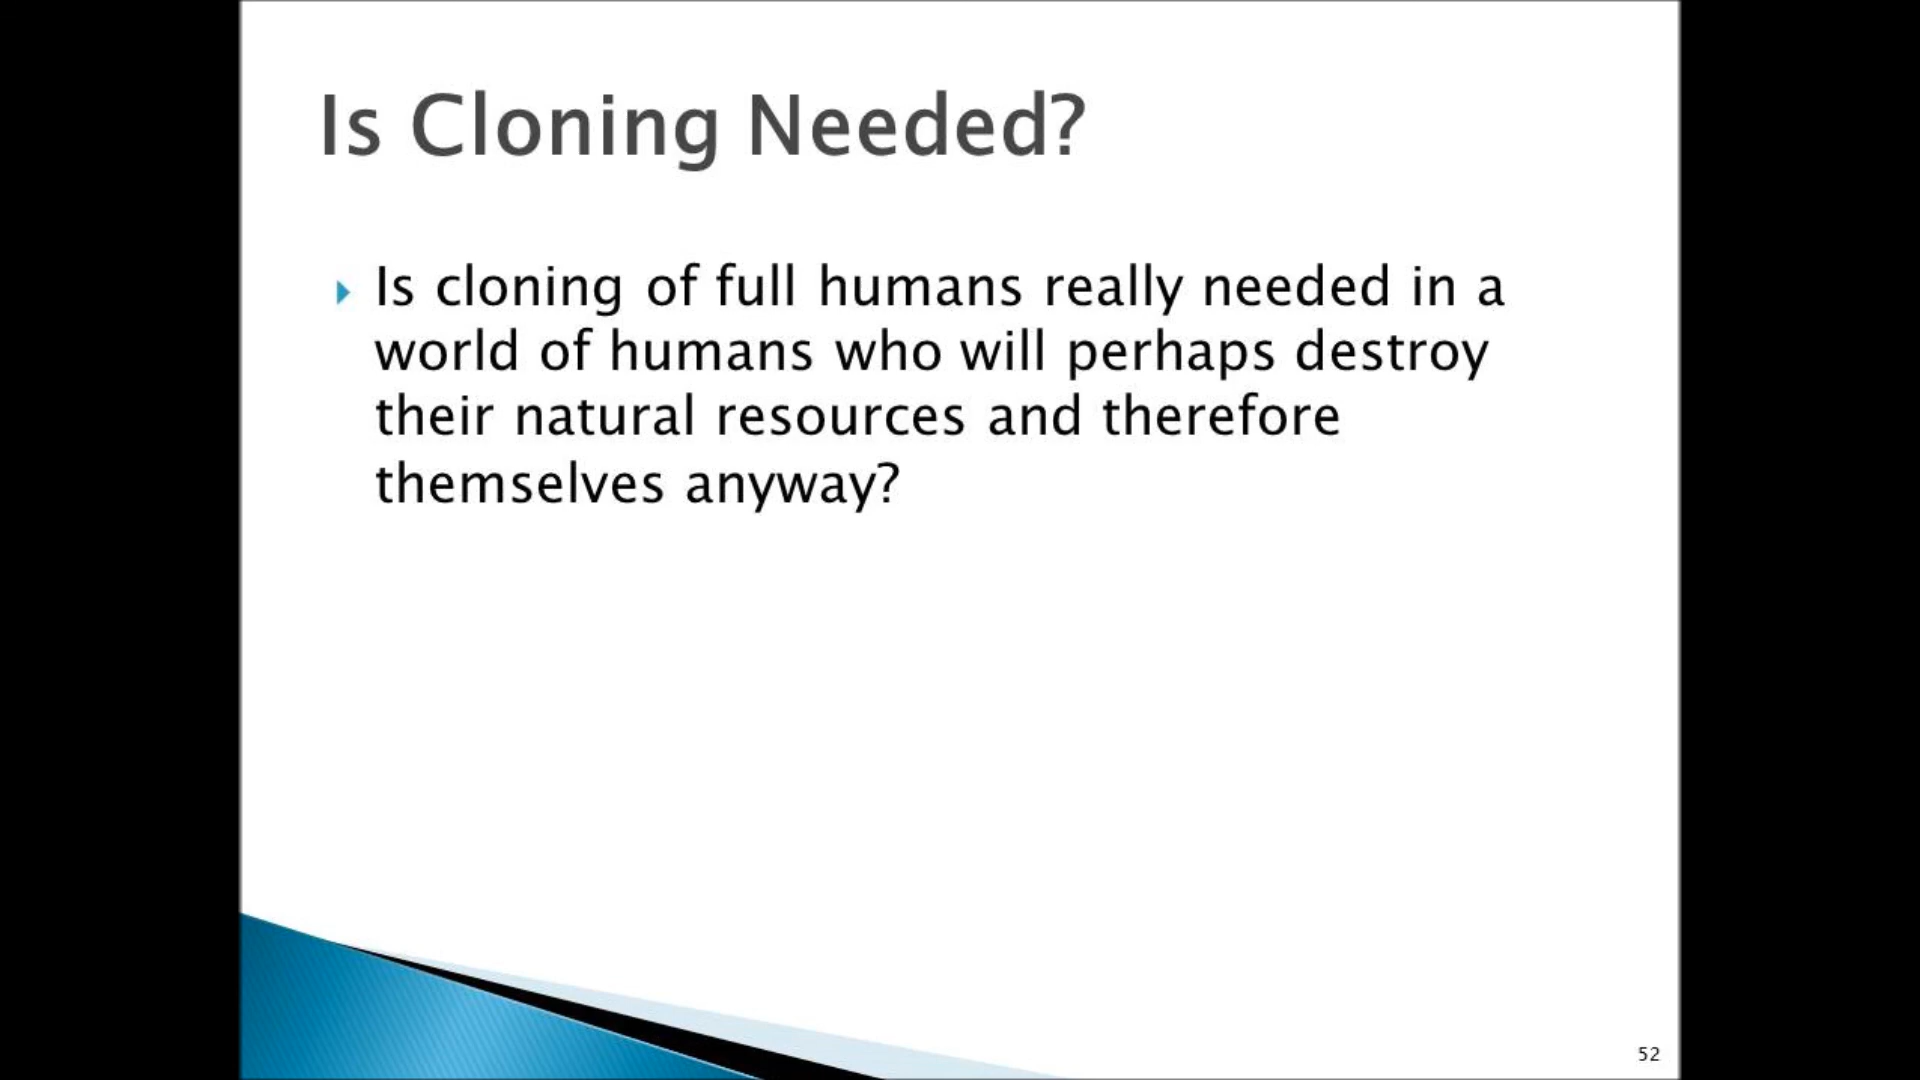 Is Cloning Needed?
Is cloning of full humans really needed in a
world of humans who will perhaps destroy
their natural resources and therefore
themselves anyway?
52